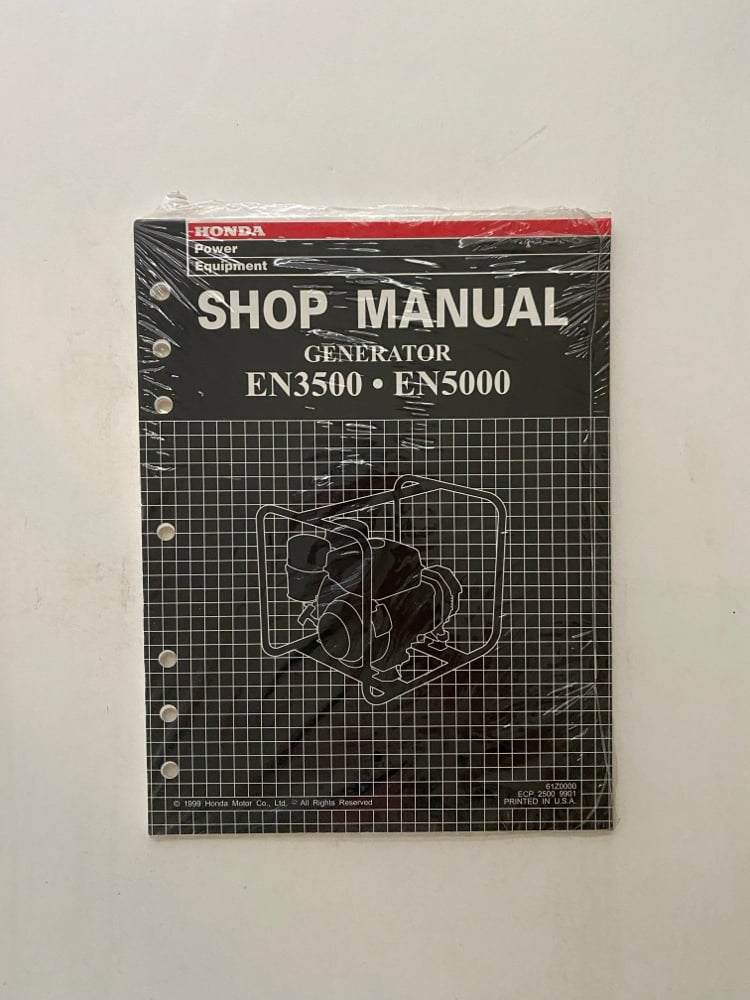 HONDA
Power
Equipment
SHOP MANUAL
GENERATOR
EN3500 • EN5000
61Z0000
ECP 2500 9901
PRINTED IN U.S.A.
© 1999 Honda Motor Co., Ltd. – All Rights Reserved